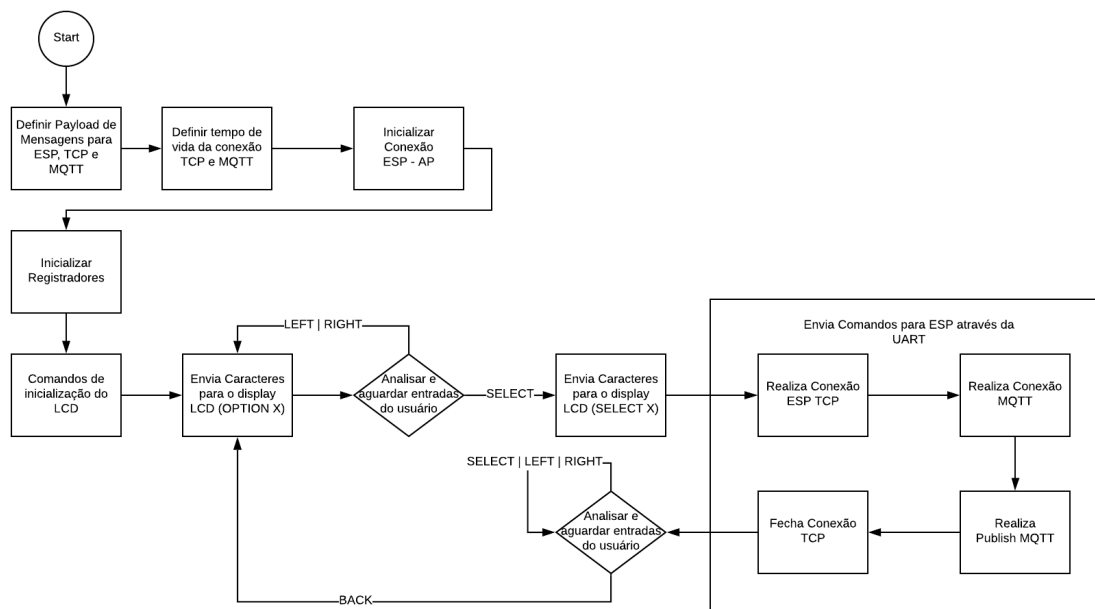 Start
Definir Payload de
Mensagens para
ESP, TCP e
MQTT
Definir tempo de
vida da conexão
TCP e MQTT
Inicializar
Conexão
ESP - AP
Inicializar
Registradores
Comandos de
inicialização do
LCD
LEFT | RIGHT
Envia Caracteres
para o display
LCD (OPTION X)
Analisar e
aguardar entradas
do usuário
SELECT
Envia Caracteres
para o display
LCD (SELECT X)
Envia Comandos para ESP através da
UART
Realiza Conexão
ESP TCP
Realiza Conexão
MQTT
Realiza
Publish MQTT
Fecha Conexão
TCP
SELECT | LEFT | RIGHT
Analisar e
aguardar entradas
do usuário
BACK